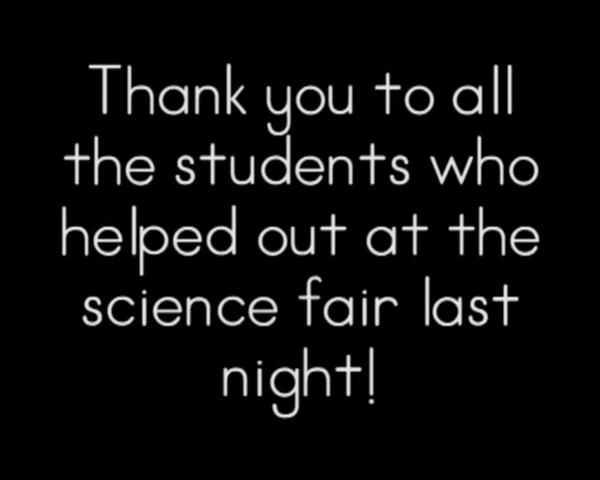 Thank you to all
the students who
helped out at the
science fair last
night!